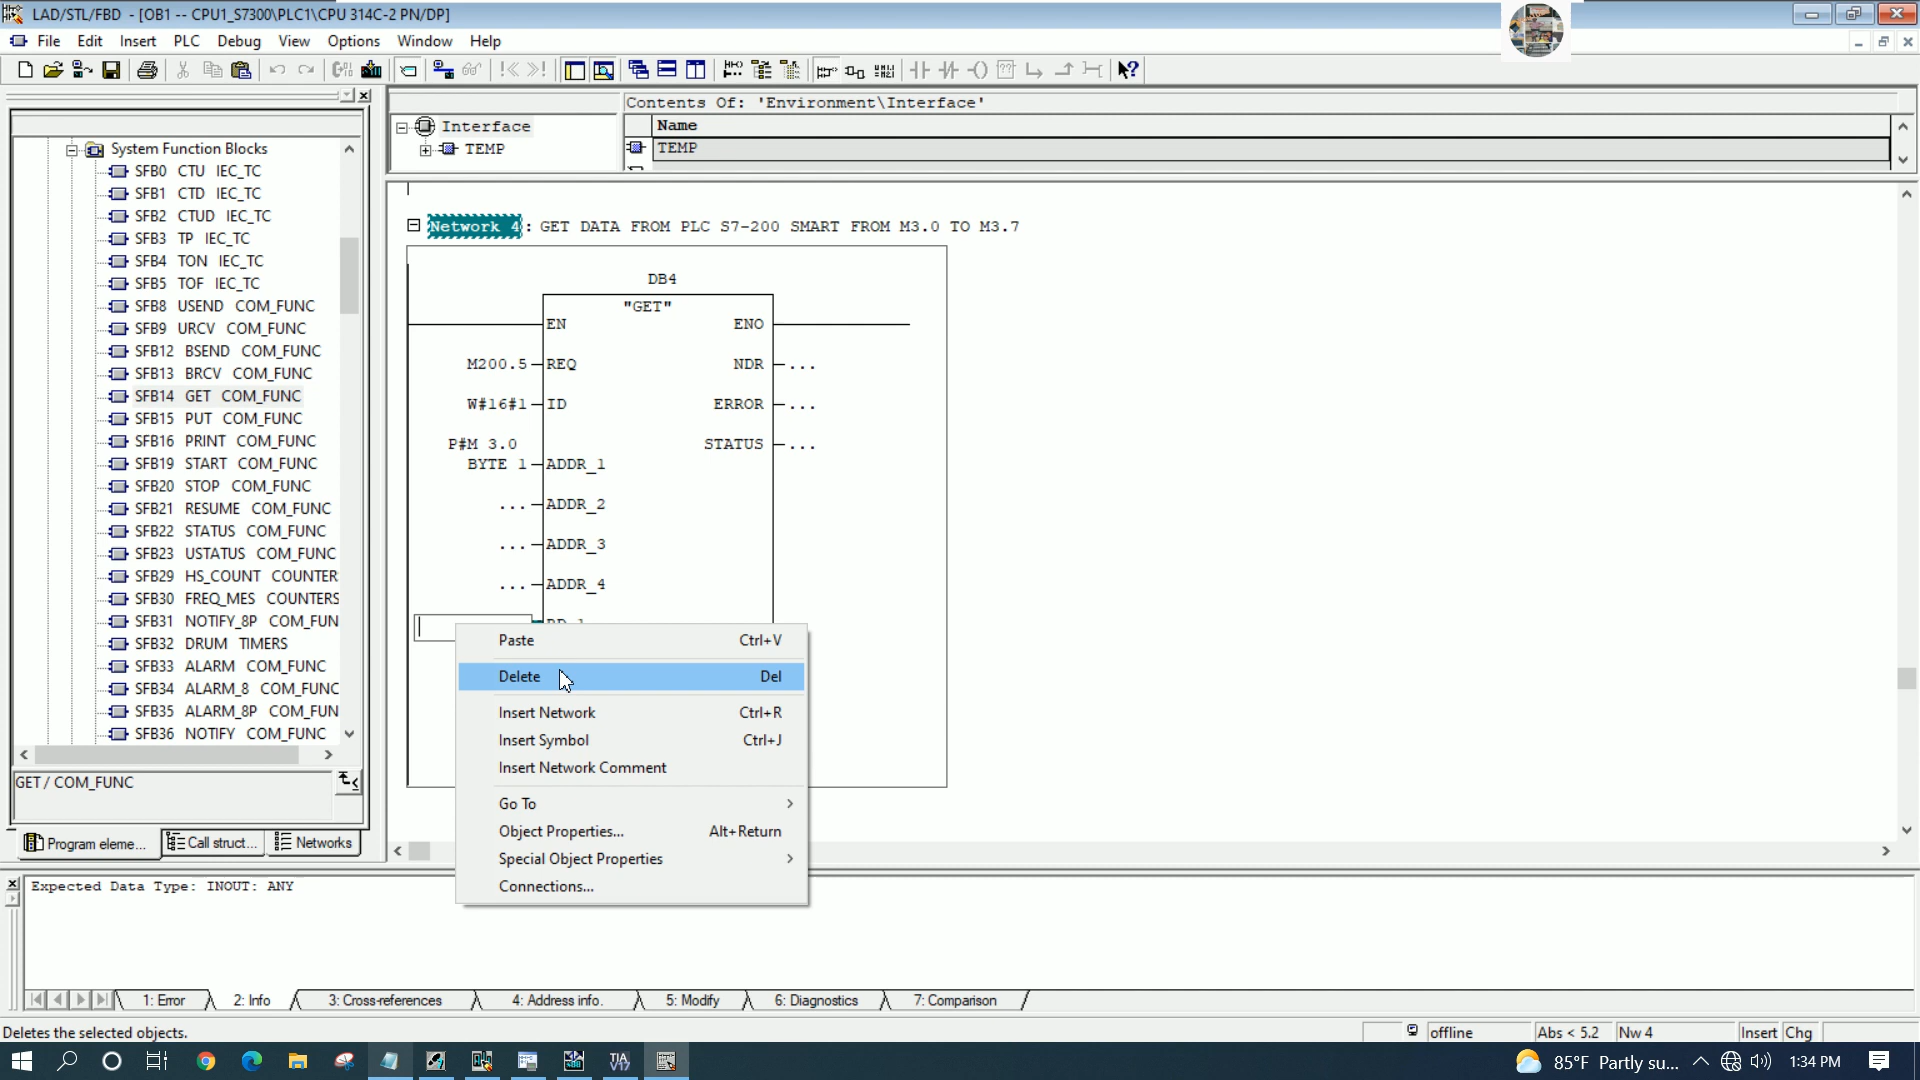 LAD/STL/FBD - [OB1 -- CPU1_S7300\PLC1\CPU 314C-2 PN/DP]
File Edit Insert PLC Debug View Options Window Help
Contents Of: 'Environment\Interface'
Interface
TEMP
Name
TEMP
System Function Blocks
SFB0 CTU IEC_TC
SFB1 CTD IEC_TC
SFB2 CTUD IEC_TC
SFB3 TP IEC_TC
SFB4 TON IEC_TC
SFB5 TOF IEC_TC
SFB8 USEND COM_FUNC
SFB9 URCV COM_FUNC
SFB12 BSEND COM_FUNC
SFB13 BRCV COM_FUNC
SFB14 GET COM_FUNC
SFB15 PUT COM_FUNC
SFB16 PRINT COM_FUNC
SFB19 START COM_FUNC
SFB20 STOP COM_FUNC
SFB21 RESUME COM_FUNC
SFB22 STATUS COM_FUNC
SFB23 USTATUS COM_FUNC
SFB29 HS_COUNT COUNTER
SFB30 FREQ_MES COUNTERS
SFB31 NOTIFY_8P COM_FUN
SFB32 DRUM TIMERS
SFB33 ALARM COM_FUNC
SFB34 ALARM_8 COM_FUNC
SFB35 ALARM_8P COM_FUN
SFB36 NOTIFY COM_FUNC
GET / COM_FUNC
Program eleme... Call struct... Networks
Network 4 : GET DATA FROM PLC S7-200 SMART FROM M3.0 TO M3.7
DB4
"GET"
EN ENO
M200.5 REQ NDR ...
W#16#1 ID ERROR ...
P#M 3.0 STATUS ...
BYTE 1 ADDR_1
... ADDR_2
... ADDR_3
... ADDR_4
Paste Ctrl+V
Delete Del
Insert Network Ctrl+R
Insert Symbol Ctrl+J
Insert Network Comment
Go To
Object Properties... Alt+Return
Special Object Properties
Connections...
Expected Data Type: INOUT: ANY
1: Error 2: Info 3: Cross-references 4: Address info. 5: Modify 6: Diagnostics 7: Comparison
Deletes the selected objects.
offline Abs < 5.2 Nw 4 Insert Chg
TIA V17
85°F Partly su... 1:34 PM